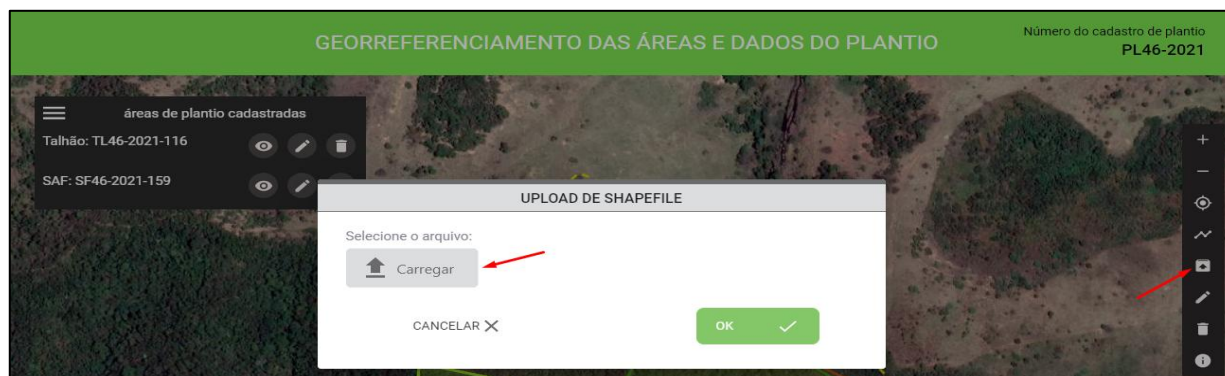 GEORREFERENCIAMENTO DAS ÁREAS E DADOS DO PLANTIO
Número do cadastro de plantio
PL46-2021
áreas de plantio cadastradas
Talhão: TL46-2021-116
SAF: SF46-2021-159
UPLOAD DE SHAPEFILE
Selecione o arquivo:
Carregar
CANCELAR
OK